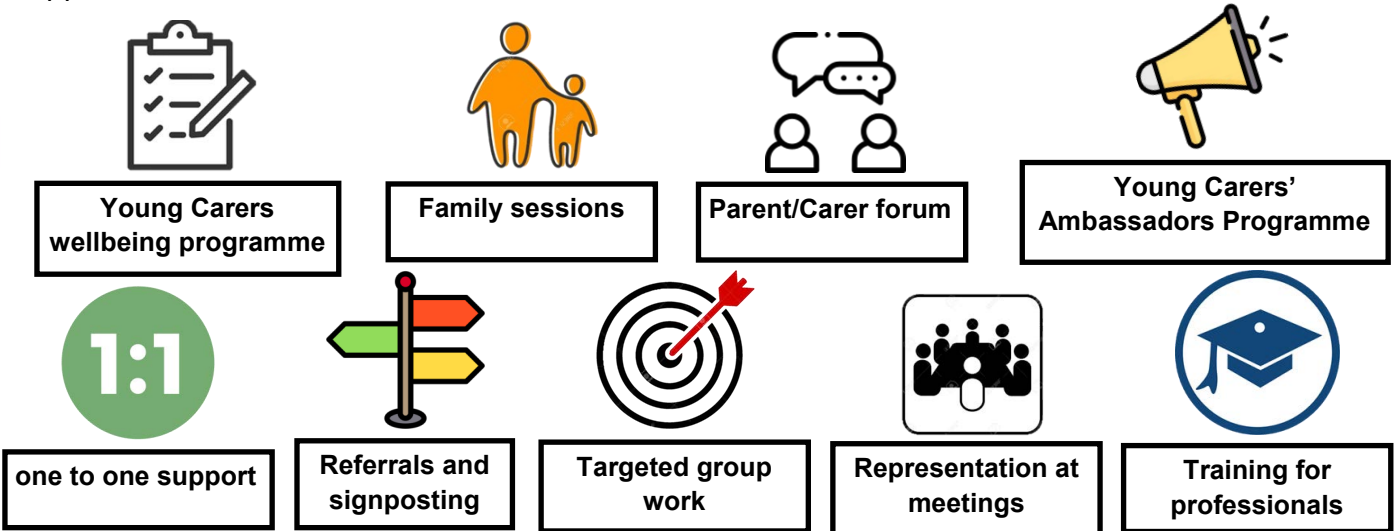 Young Carers
wellbeing programme
Family sessions
Parent/Carer forum
Young Carers'
Ambassadors Programme
1:1
one to one support
Referrals and
signposting
Targeted group
work
Representation at
meetings
Training for
professionals